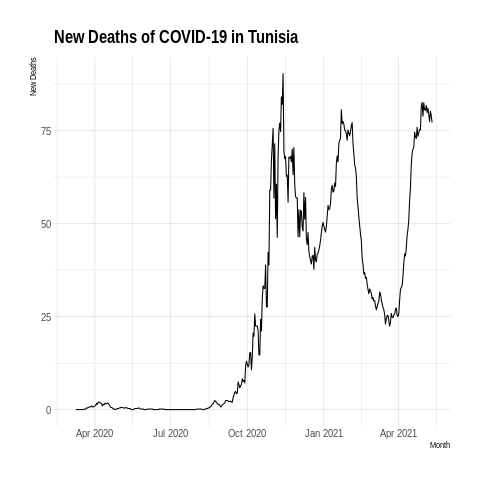 New Deaths of COVID-19 in Tunisia
New Deaths
75
50
25
0
Apr 2020 Jul 2020 Oct 2020 Jan 2021 Apr 2021
Month